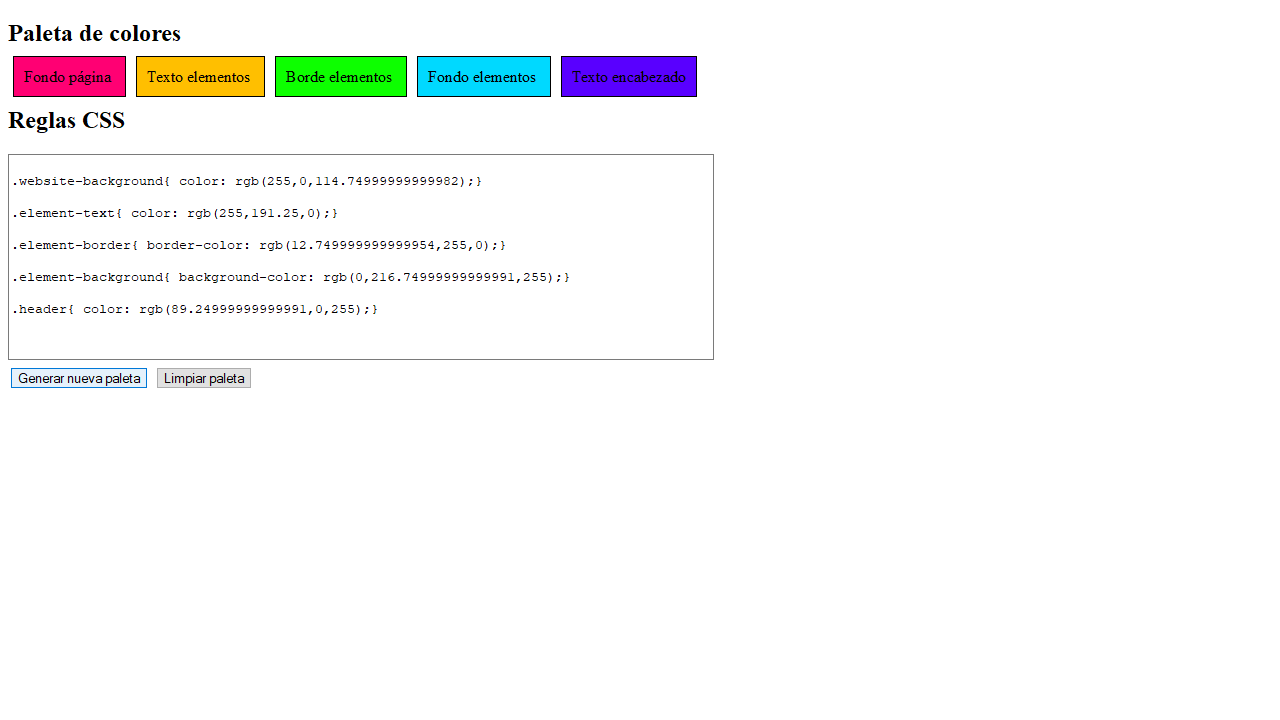 Paleta de colores
Fondo página Texto elementos Borde elementos Fondo elementos Texto encabezado
Reglas CSS
.website-background{ color: rgb(255,0,114.74999999999982);}
.element-text{ color: rgb(255,191.25,0);}
.element-border{ border-color: rgb(12.749999999999954,255,0);}
.element-background{ background-color: rgb(0,216.74999999999991,255);}
.header{ color: rgb(89.24999999999991,0,255);}
Generar nueva paleta Limpiar paleta